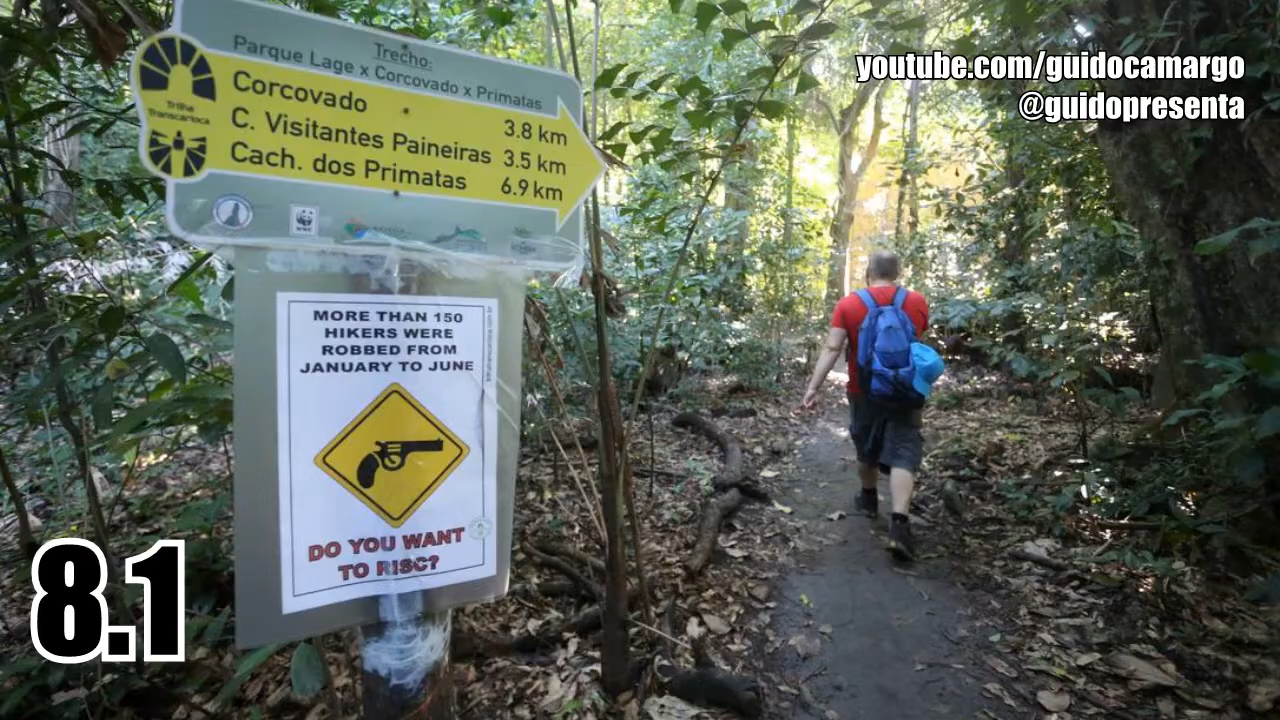 youtube.com/guidocamargo
@guidopresenta
Trecho:
Parque Lage x Corcovado x Primatas
Corcovado 3.8 km
C. Visitantes Paineiras 3.5 km
Cach. dos Primatas 6.9 km
Trilha
Transcarioca
WWF
MORE THAN 150
HIKERS WERE
ROBBED FROM
JANUARY TO JUNE
DO YOU WANT
TO RISC?
8.1